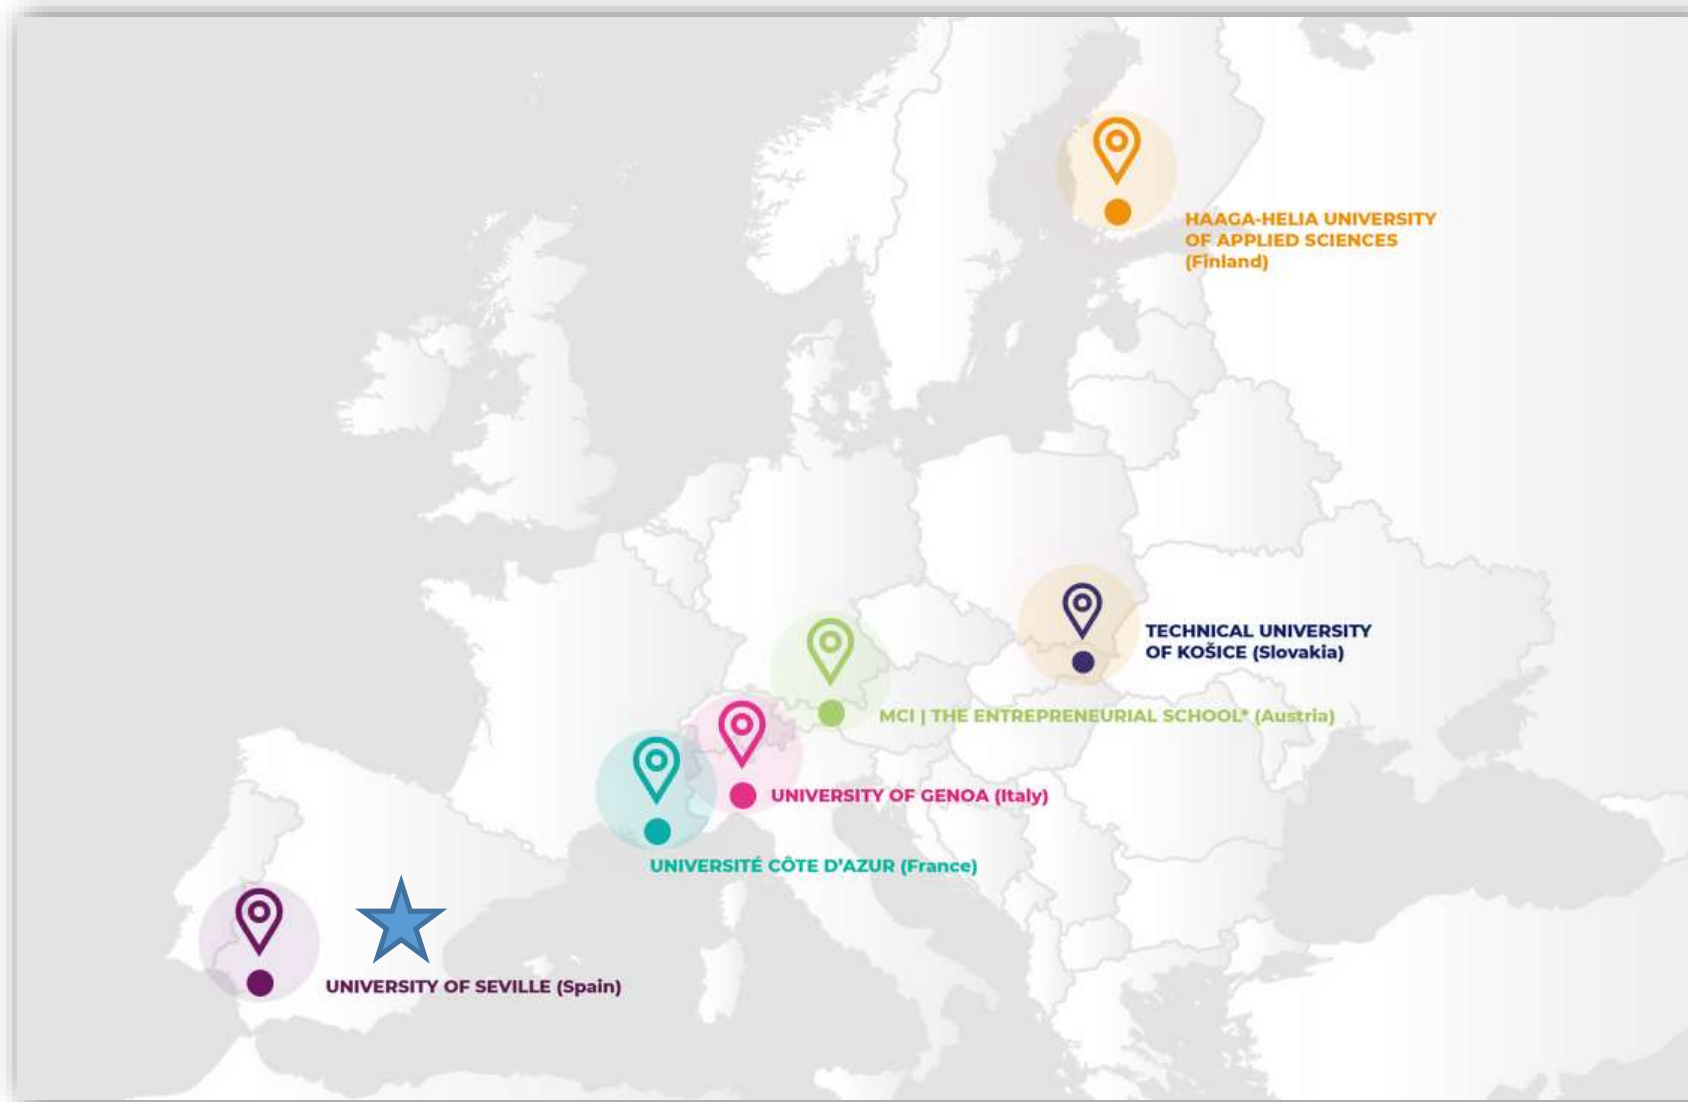 HAAGA-HELIA UNIVERSITY
OF APPLIED SCIENCES
(Finland)
TECHNICAL UNIVERSITY
OF KOŠICE (Slovakia)
MCI | THE ENTREPRENEURIAL SCHOOL® (Austria)
UNIVERSITY OF GENOA (Italy)
UNIVERSITÉ CÔTE D'AZUR (France)
UNIVERSITY OF SEVILLE (Spain)